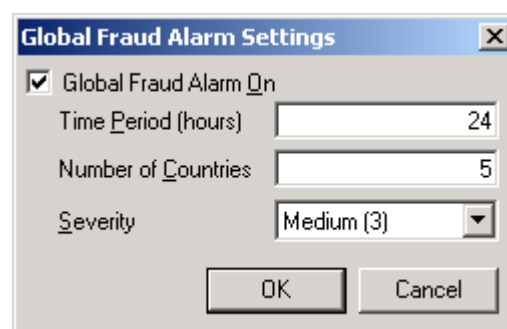 Global Fraud Alarm Settings
Global Fraud Alarm On
Time Period (hours) 24
Number of Countries 5
Severity Medium (3)
OK Cancel